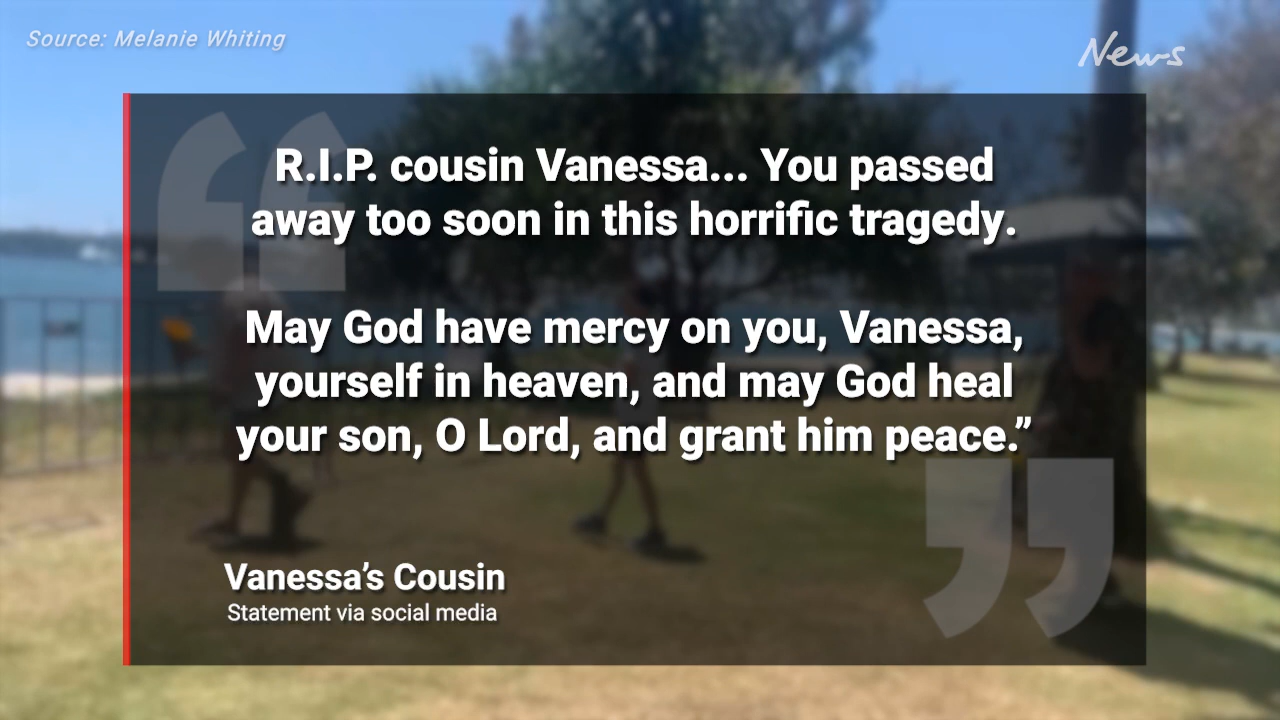 Source: Melanie Whiting
News
R.I.P. cousin Vanessa... You passed
away too soon in this horrific tragedy.
May God have mercy on you, Vanessa,
yourself in heaven, and may God heal
your son, O Lord, and grant him peace.”
Vanessa’s Cousin
Statement via social media